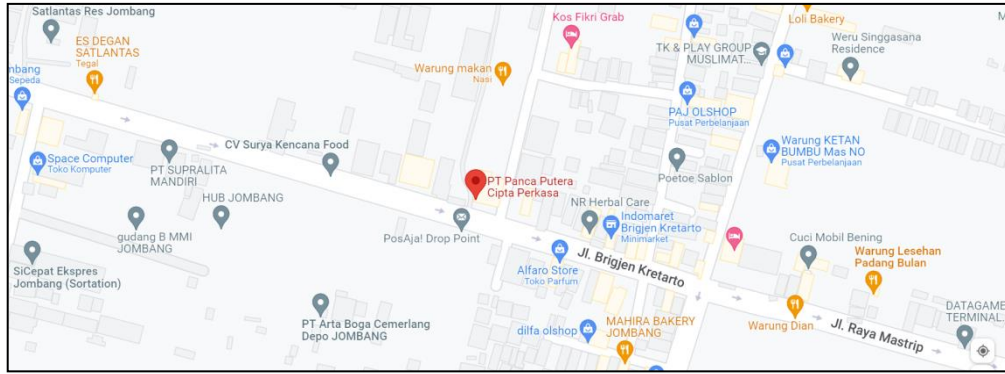 Satlantas Res Jombang
ES DEGAN
SATLANTAS
Tegal
Sepeda
Space Computer
Toko Komputer
PT SUPRALITA
MANDIRI
CV Surya Kencana Food
HUB JOMBANG
gudang B MMI
JOMBANG
SiCepat Ekspres
Jombang (Sortation)
PT Arta Boga Cemerlang
Depo JOMBANG
Kos Fikri Grab
Warung makan
Nasi
PT Panca Putera
Cipta Perkasa
PosAja! Drop Point
Loli Bakery
TK & PLAY GROUP
MUSLIMAT...
Weru Singgasana
Residence
PAJ OLSHOP
Pusat Perbelanjaan
Warung KETAN
BUMBU Mas NO
Pusat Perbelanjaan
Poetoe Sablon
NR Herbal Care
Indomaret
Brigjen Kretarto
Minimarket
Jl. Brigjen Kretarto
Alfaro Store
Toko Parfum
dilfa olshop
MAHIRA BAKERY
JOMBANG
Cuci Mobil Bening
Warung Lesehan
Padang Bulan
Warung Dian
Jl. Raya Mastrip
DATAGAME
TERMINAL...